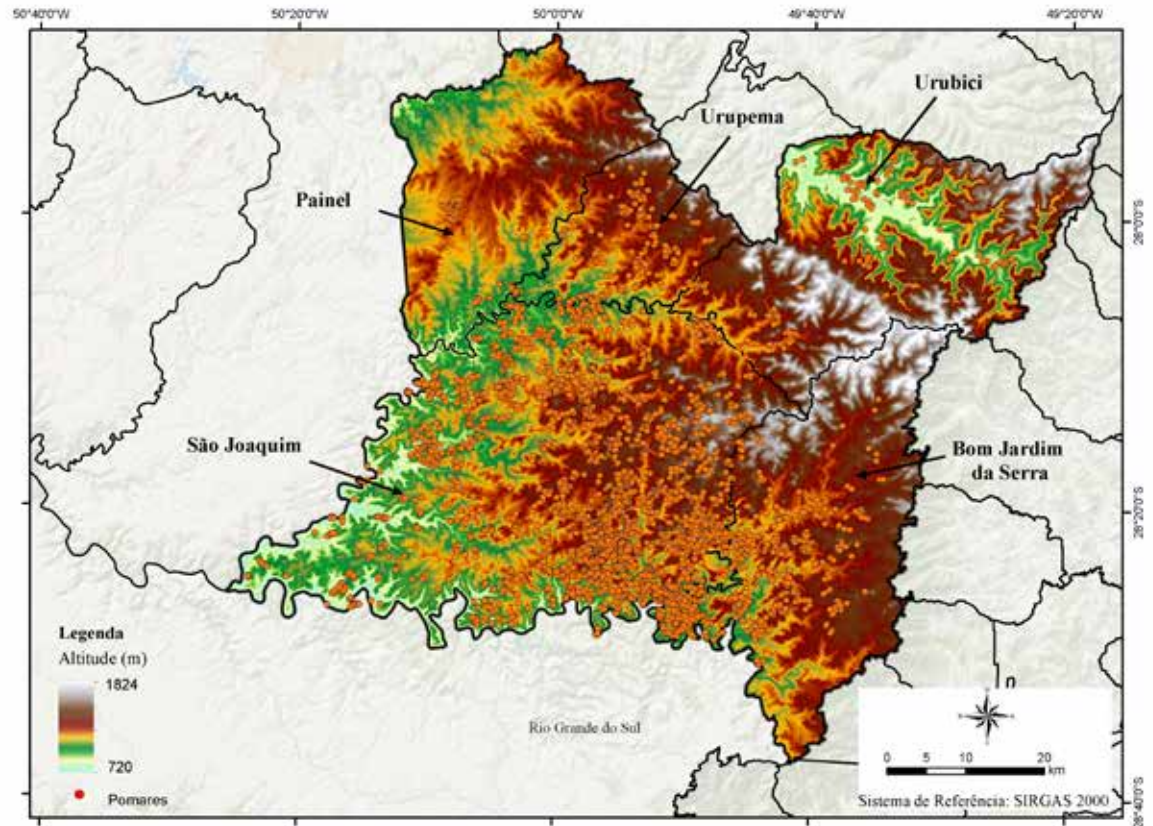 50°40'0"W 50°20'0"W 50°0'0"W 49°40'0"W 49°20'0"W
Urubici
Urupema
Painel
28°0'0"S
São Joaquim
Bom Jardim
da Serra
28°20'0"S
Legenda
Altitude (m)
1824
720
Pomares
Rio Grande do Sul
0 5 10 20
km
Sistema de Referência: SIRGAS 2000
28°40'0"S